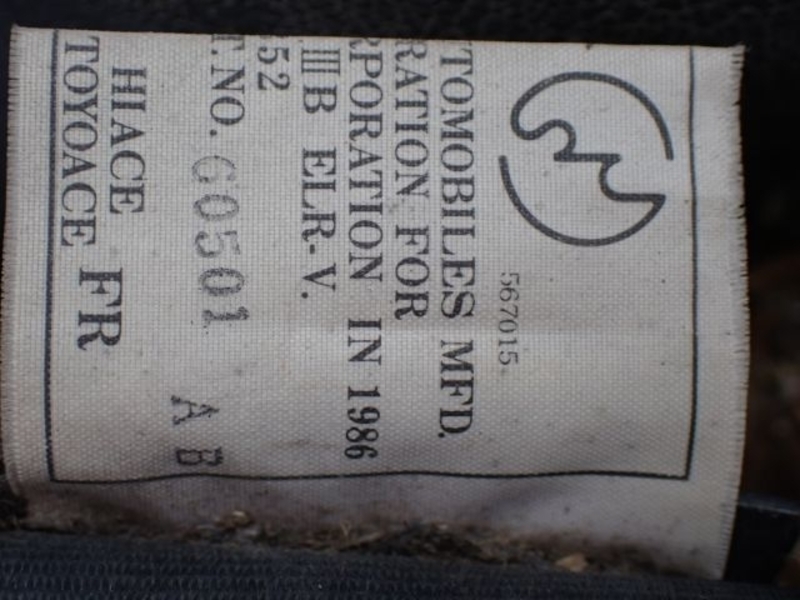 567015
TOMOBILES MFD.
RATION FOR
RPORATION IN 1986
III B ELR-V.
52
T.NO. G0501 A B
HIACE FR
TOYOACE